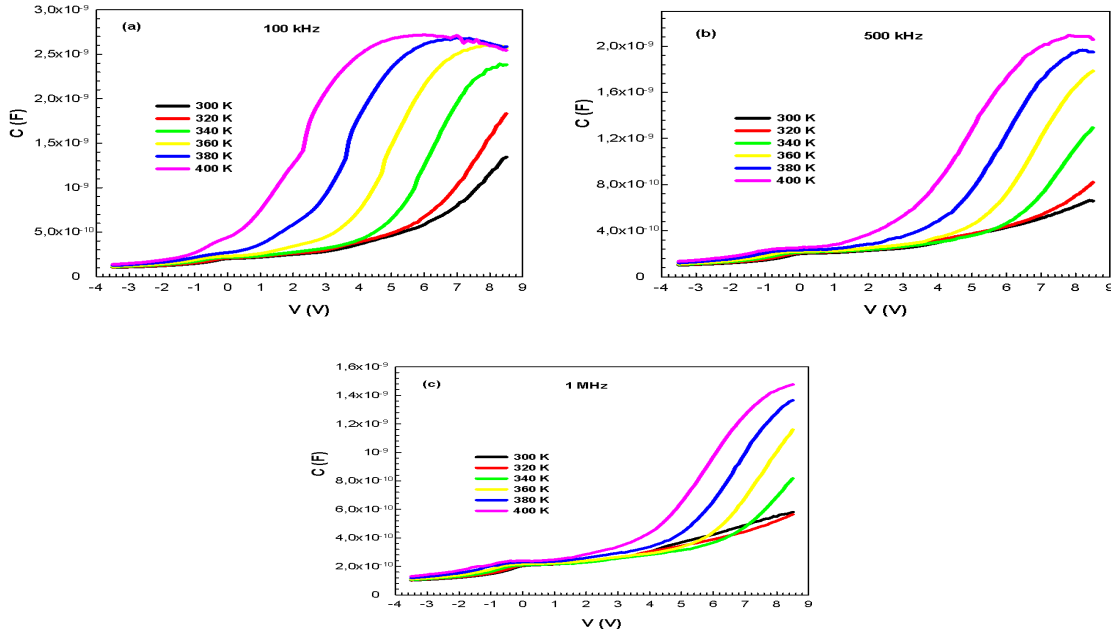 (a)
100 kHz
3,0x10⁻⁹
2,5x10⁻⁹
2,0x10⁻⁹
1,5x10⁻⁹
1x10⁻⁹
5,0x10⁻¹⁰
0
C (F)
300 K
320 K
340 K
360 K
380 K
400 K
-4 -3 -2 -1 0 1 2 3 4 5 6 7 8 9
V (V)
(b)
500 kHz
2,0x10⁻⁹
1,6x10⁻⁹
1,2x10⁻⁹
8,0x10⁻¹⁰
4,0x10⁻¹⁰
0
C (F)
300 K
320 K
340 K
360 K
380 K
400 K
-4 -3 -2 -1 0 1 2 3 4 5 6 7 8 9
V (V)
(c)
1 MHz
1,6x10⁻⁹
1,4x10⁻⁹
1,2x10⁻⁹
10⁻⁹
8,0x10⁻¹⁰
6,0x10⁻¹⁰
4,0x10⁻¹⁰
2,0x10⁻¹⁰
0
C (F)
300 K
320 K
340 K
360 K
380 K
400 K
-4 -3 -2 -1 0 1 2 3 4 5 6 7 8 9
V (V)